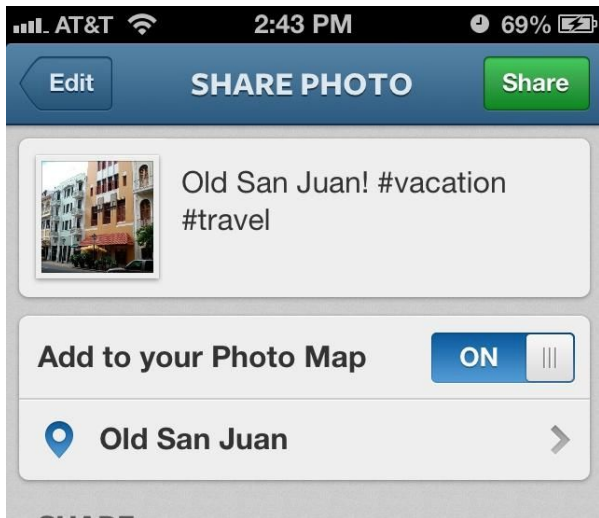 AT&T 2:43 PM 69%
Edit SHARE PHOTO Share
Old San Juan! #vacation
#travel
Add to your Photo Map ON
Old San Juan
SHARE